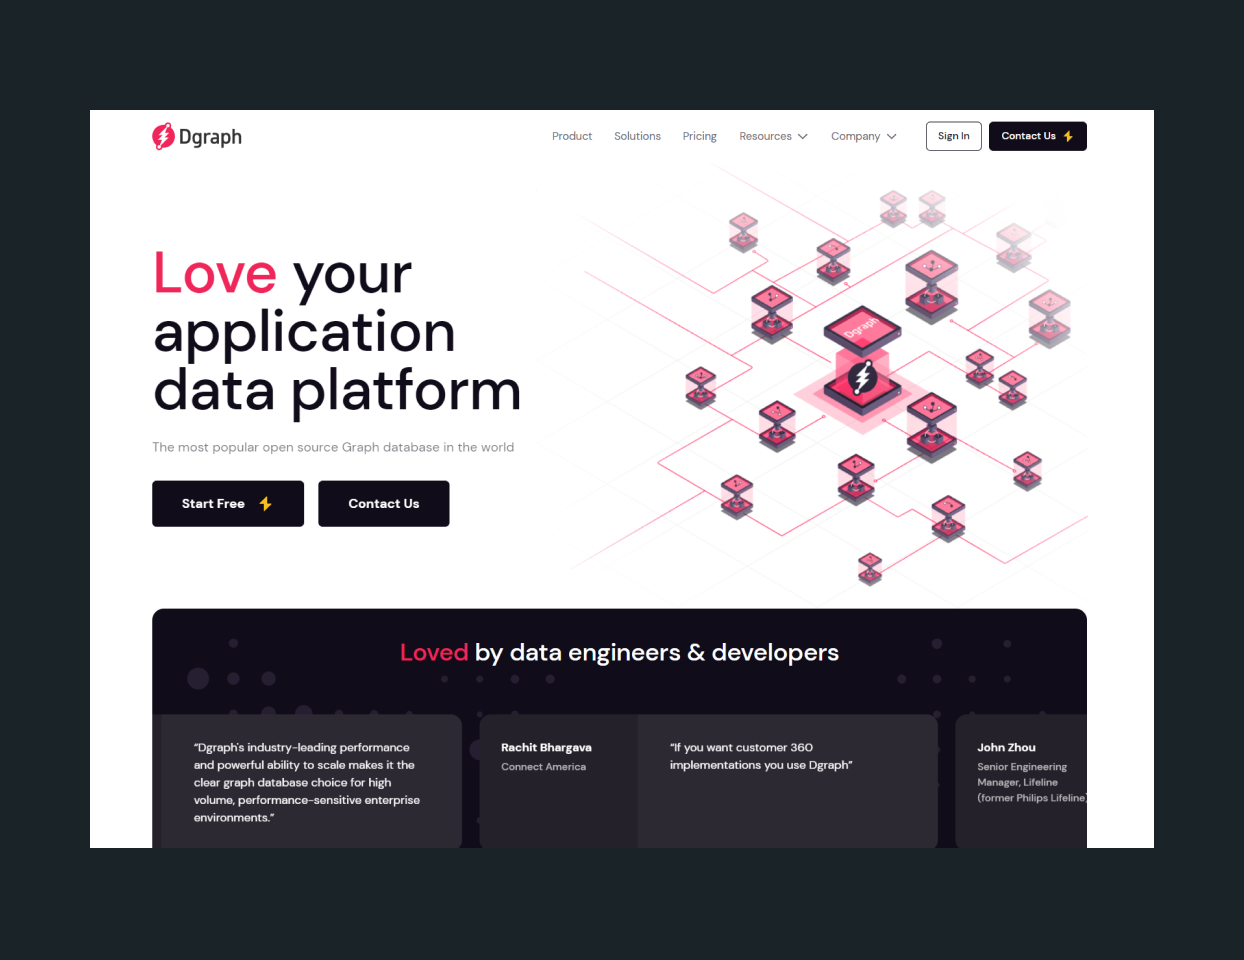 Dgraph
Product
Solutions
Pricing
Resources
Company
Sign In
Contact Us
Love your
application
data platform
The most popular open source Graph database in the world
Start Free
Contact Us
Dgraph
Loved by data engineers & developers
“Dgraph's industry-leading performance
and powerful ability to scale makes it the
clear graph database choice for high
volume, performance-sensitive enterprise
environments.”
Rachit Bhargava
Connect America
“If you want customer 360
implementations you use Dgraph”
John Zhou
Senior Engineering
Manager, Lifeline
(former Philips Lifeline)